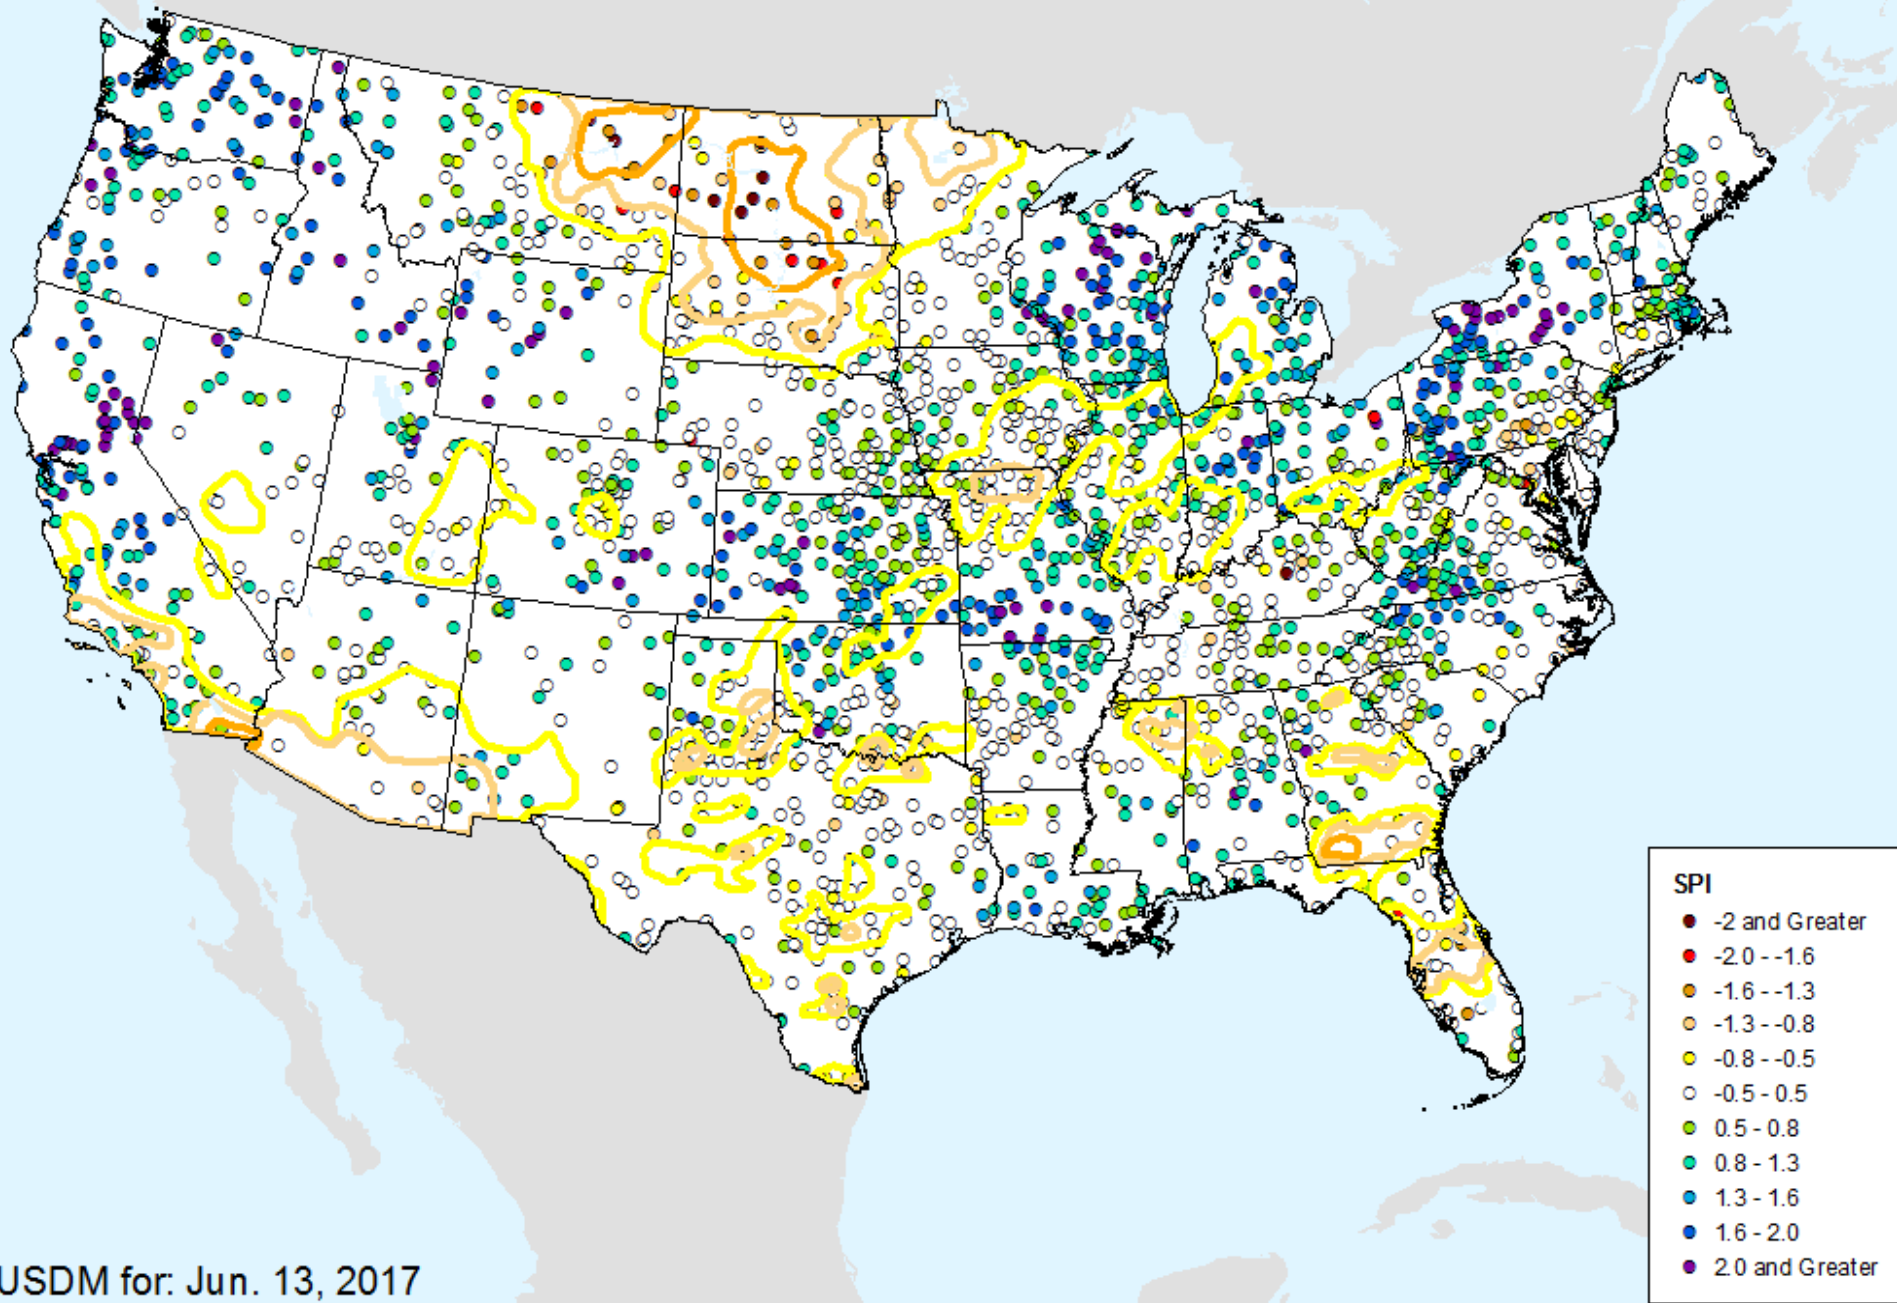 SPI
-2 and Greater
-2.0 - -1.6
-1.6 - -1.3
-1.3 - -0.8
-0.8 - -0.5
-0.5 - 0.5
0.5 - 0.8
0.8 - 1.3
1.3 - 1.6
1.6 - 2.0
2.0 and Greater
USDM for: Jun. 13, 2017